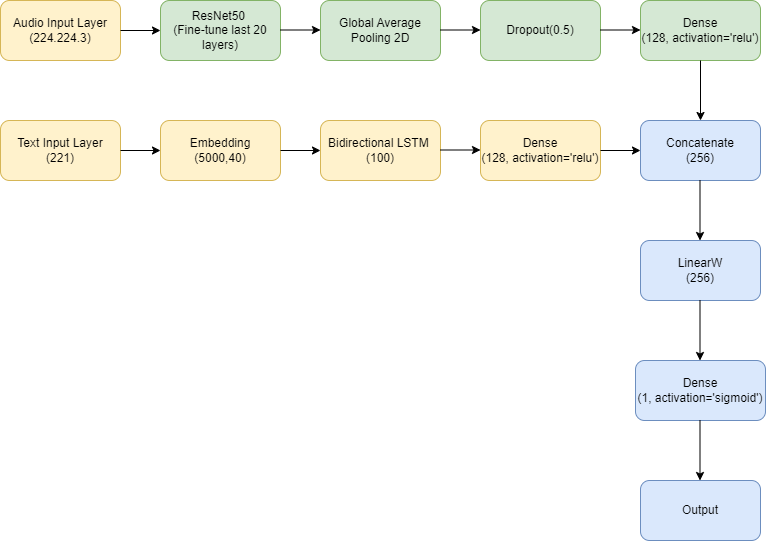 Audio Input Layer
(224.224.3)
ResNet50
(Fine-tune last 20
layers)
Global Average
Pooling 2D
Dropout(0.5)
Dense
(128, activation='relu')
Text Input Layer
(221)
Embedding
(5000,40)
Bidirectional LSTM
(100)
Dense
(128, activation='relu')
Concatenate
(256)
LinearW
(256)
Dense
(1, activation='sigmoid')
Output